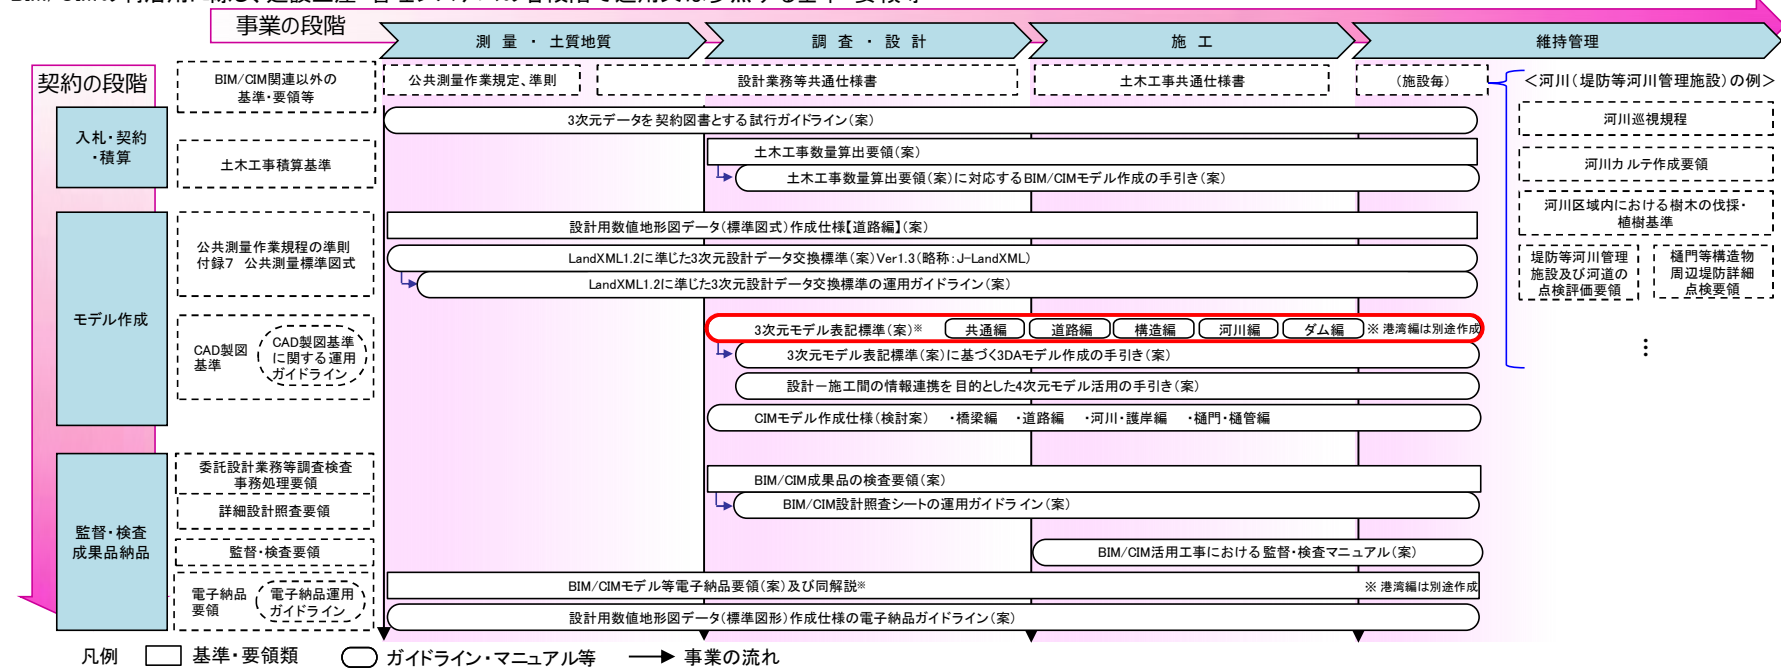 事業の段階
測量・土質地質
調査・設計
施工
維持管理
契約の段階
BIM/CIM関連以外の
基準・要領等
公共測量作業規定、準則
設計業務等共通仕様書
土木工事共通仕様書
(施設毎)
<河川(堤防等河川管理施設)の例>
入札・契約
・積算
3次元データを契約図書とする試行ガイドライン(案)
河川巡視規程
土木工事積算基準
土木工事数量算出要領(案)
土木工事数量算出要領(案)に対応するBIM/CIMモデル作成の手引き(案)
河川カルテ作成要領
河川区域内における樹木の伐採・
植樹基準
モデル作成
公共測量作業規程の準則
付録7 公共測量標準図式
設計用数値地形図データ(標準図式)作成仕様【道路編】(案)
LandXML1.2に準じた3次元設計データ交換標準(案)Ver1.3(略称:J-LandXML)
LandXML1.2に準じた3次元設計データ交換標準の運用ガイドライン(案)
堤防等河川管理
施設及び河道の
点検評価要領
樋門等構造物
周辺堤防詳細
点検要領
CAD製図
基準
CAD製図基準
に関する運用
ガイドライン
3次元モデル表記標準(案)※ 共通編 道路編 構造編 河川編 ダム編 ※ 港湾編は別途作成
3次元モデル表記標準(案)に基づく3DAモデル作成の手引き(案)
設計-施工間の情報連携を目的とした4次元モデル活用の手引き(案)
CIMモデル作成仕様(検討案) ・橋梁編 ・道路編 ・河川・護岸編 ・樋門・樋管編
⋮
監督・検査
成果品納品
委託設計業務等調査検査
事務処理要領
詳細設計照査要領
監督・検査要領
電子納品
要領
電子納品運用
ガイドライン
BIM/CIM成果品の検査要領(案)
BIM/CIM設計照査シートの運用ガイドライン(案)
BIM/CIM活用工事における監督・検査マニュアル(案)
BIM/CIMモデル等電子納品要領(案)及び同解説※ ※ 港湾編は別途作成
設計用数値地形図データ(標準図形)作成仕様の電子納品ガイドライン(案)
凡例 基準・要領類 ガイドライン・マニュアル等 事業の流れ